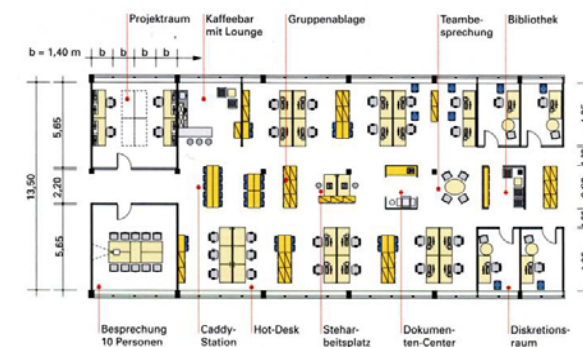 Projektraum
Kaffeebar
mit Lounge
Gruppenablage
Teambe-
sprechung
Bibliothek
b = 1,40 m
b
b
b
b
5,65
2,20
5,65
13,50
Besprechung
10 Personen
Caddy-
Station
Hot-Desk
Stehar-
beitsplatz
Dokumen-
ten-Center
Diskretions-
raum